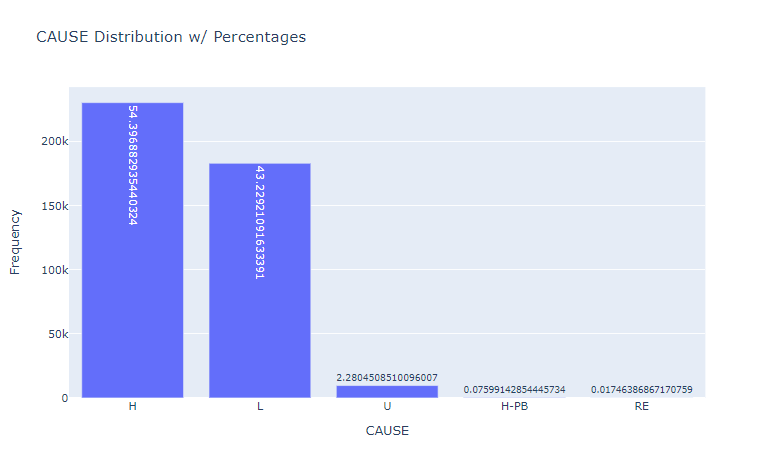 CAUSE Distribution w/ Percentages
Frequency
200k
150k
100k
50k
0
54.396882935440324
43.22921091633391
2.2804508510096007
0.07599142854445734
0.01746386867170759
H
L
U
H-PB
RE
CAUSE